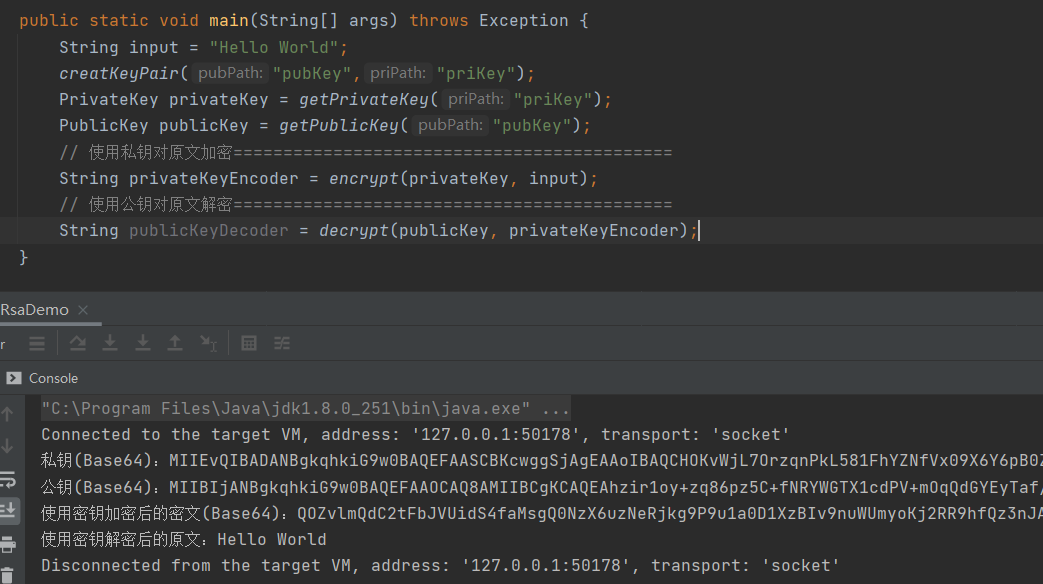 public static void main(String[] args) throws Exception {
String input = "Hello World";
creatKeyPair( pubPath: "pubKey", priPath: "priKey");
PrivateKey privateKey = getPrivateKey( priPath: "priKey");
PublicKey publicKey = getPublicKey( pubPath: "pubKey");
// 使用私钥对原文加密============================================
String privateKeyEncoder = encrypt(privateKey, input);
// 使用公钥对原文解密============================================
String publicKeyDecoder = decrypt(publicKey, privateKeyEncoder);
}
RsaDemo
r
Console
"C:\Program Files\Java\jdk1.8.0_251\bin\java.exe" ...
Connected to the target VM, address: '127.0.0.1:50178', transport: 'socket'
私钥(Base64)：MIIEvQIBADANBgkqhkiG9w0BAQEFAASCBKcwggSjAgEAAoIBAQCHOKvWjL7OrzqnPkL581FhYZNfVx09X6Y6pB0Z
公钥(Base64)：MIIBIjANBgkqhkiG9w0BAQEFAAOCAQ8AMIIBCgKCAQEAhzir1oy+zq86pz5C+fNRYWGTX1cdPV+mOqQdGYEyTaf/
使用密钥加密后的密文(Base64)：QOZvlmQdC2tFbJVUidS4faMsgQ0NzX6uzNeRjkg9P9u1a0D1XzBIv9nuWUmyoKj2RR9hfQz3nJA
使用密钥解密后的原文：Hello World
Disconnected from the target VM, address: '127.0.0.1:50178', transport: 'socket'